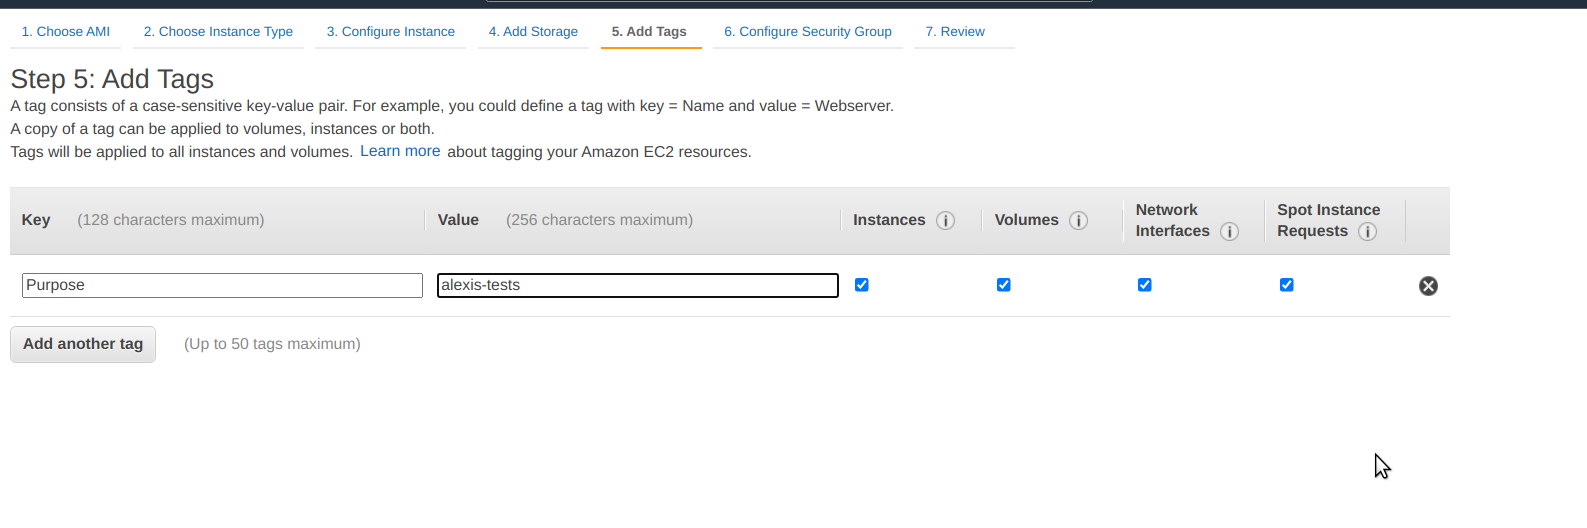 1. Choose AMI 2. Choose Instance Type 3. Configure Instance 4. Add Storage 5. Add Tags 6. Configure Security Group 7. Review
Step 5: Add Tags
A tag consists of a case-sensitive key-value pair. For example, you could define a tag with key = Name and value = Webserver.
A copy of a tag can be applied to volumes, instances or both.
Tags will be applied to all instances and volumes. Learn more about tagging your Amazon EC2 resources.
Key (128 characters maximum) Value (256 characters maximum) Instances i Volumes i Network Interfaces i Spot Instance Requests i
Purpose alexis-tests
Add another tag (Up to 50 tags maximum)